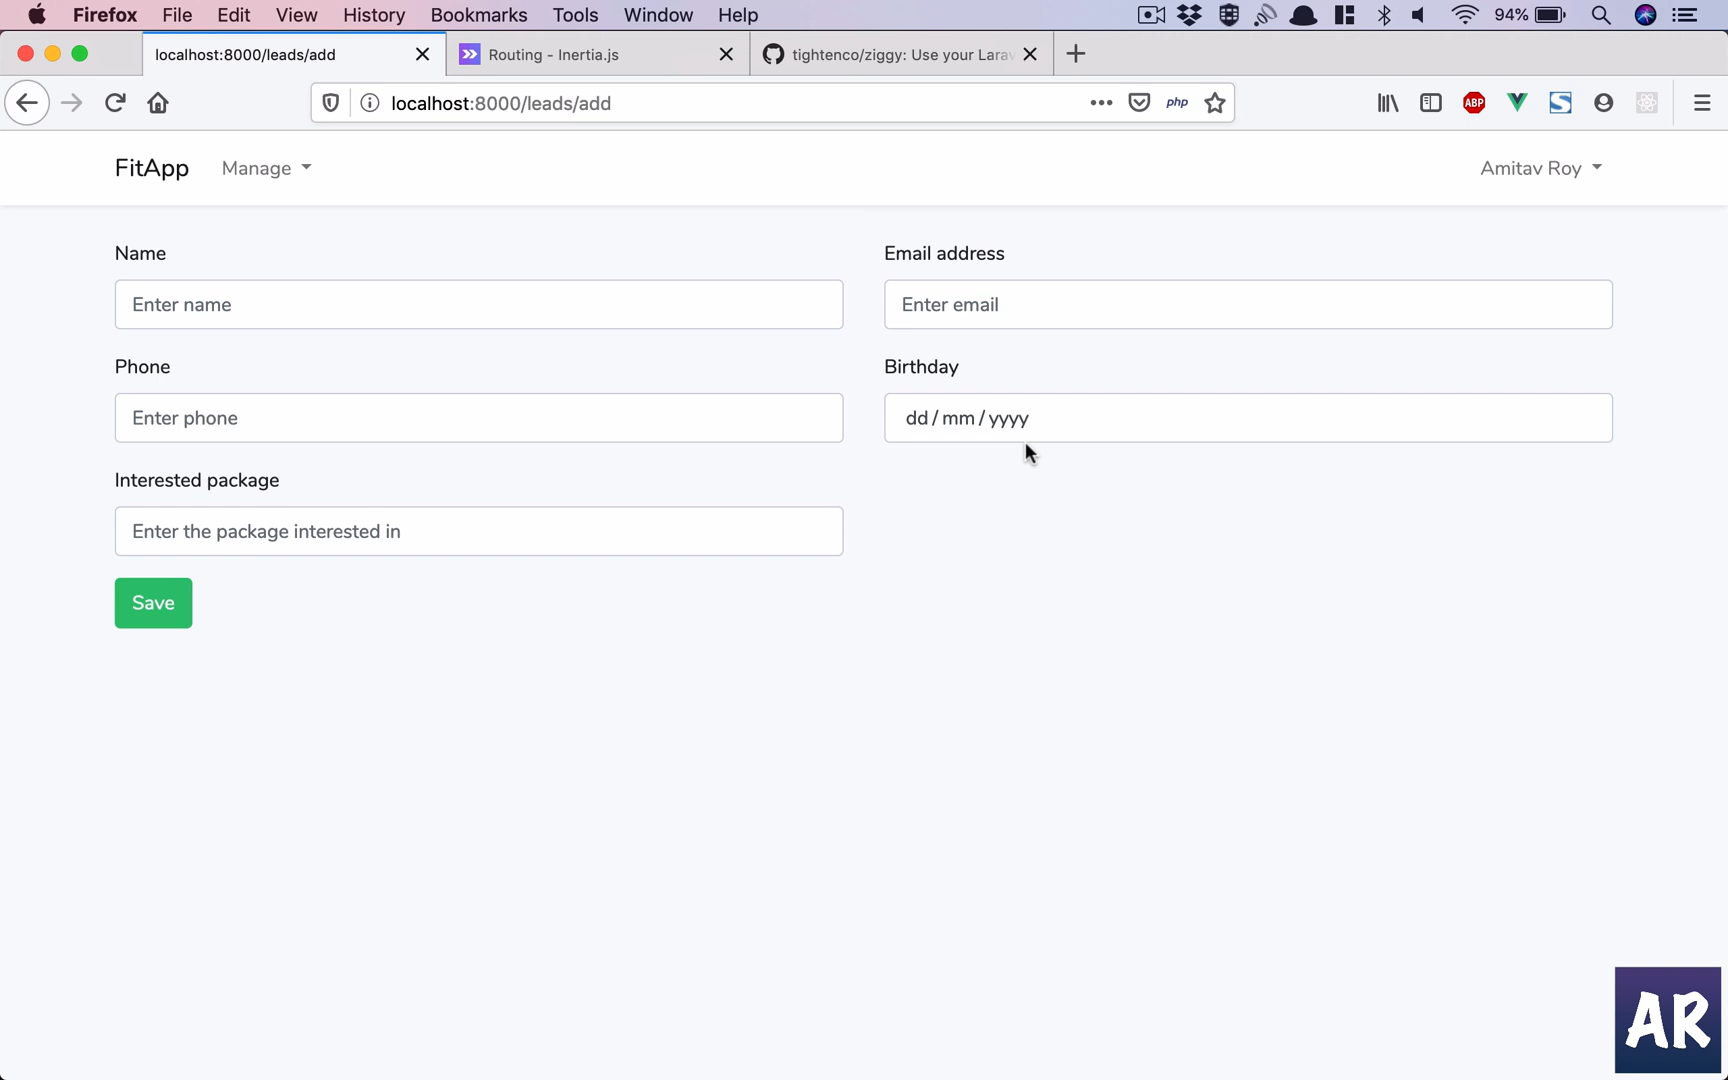 Firefox File Edit View History Bookmarks Tools Window Help 94%
localhost:8000/leads/add
Routing - Inertia.js
tightenco/ziggy: Use your Larav
localhost:8000/leads/add
php
ABP
FitApp Manage Amitav Roy
Name
Enter name
Email address
Enter email
Phone
Enter phone
Birthday
dd / mm / yyyy
Interested package
Enter the package interested in
Save
AR